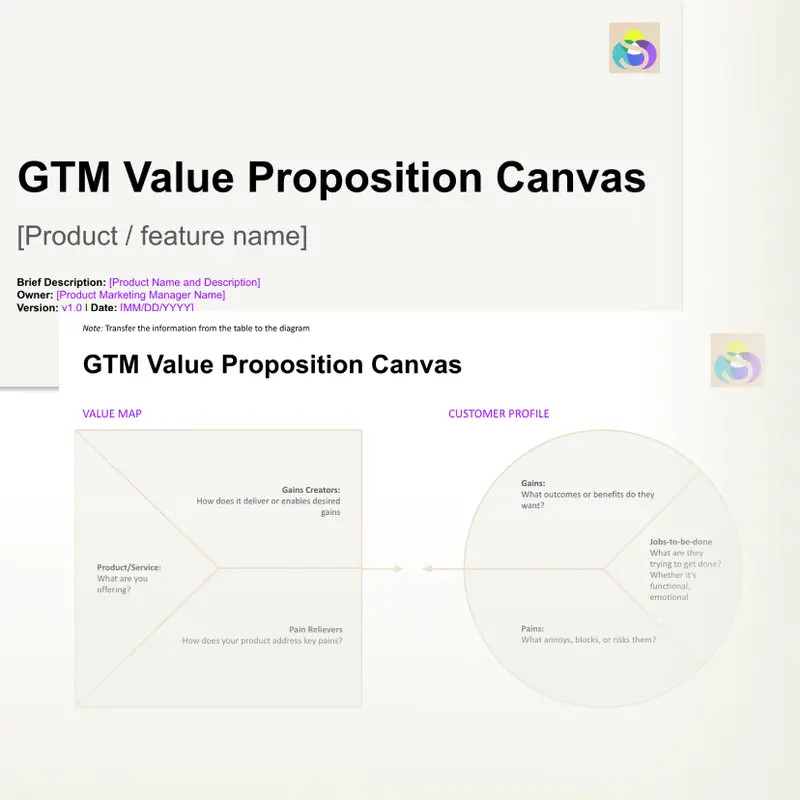 GTM Value Proposition Canvas
[Product / feature name]
Brief Description: [Product Name and Description]
Owner: [Product Marketing Manager Name]
Version: v1.0 | Date: [MM/DD/YYYY]
Note: Transfer the information from the table to the diagram
GTM Value Proposition Canvas
VALUE MAP
Gains Creators:
How does it deliver or enables desired
gains
Product/Service:
What are you
offering?
Pain Relievers
How does your product address key pains?
CUSTOMER PROFILE
Gains:
What outcomes or benefits do they
want?
Jobs-to-be-done
What are they
trying to get done?
Whether it's
functional,
emotional
Pains:
What annoys, blocks, or risks them?